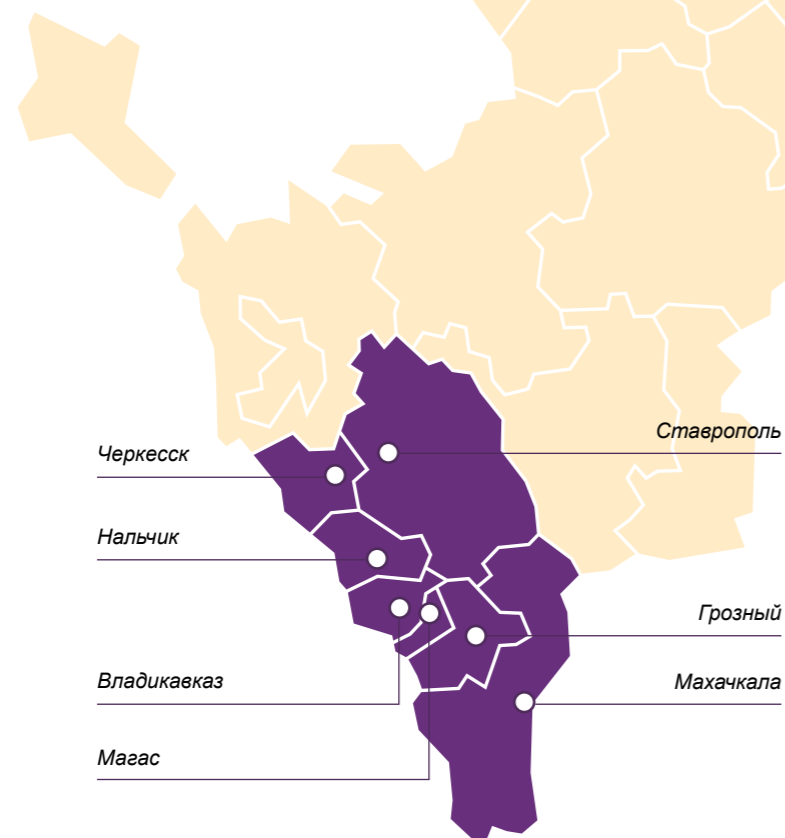 Ставрополь
Черкесск
Нальчик
Грозный
Владикавказ
Махачкала
Магас